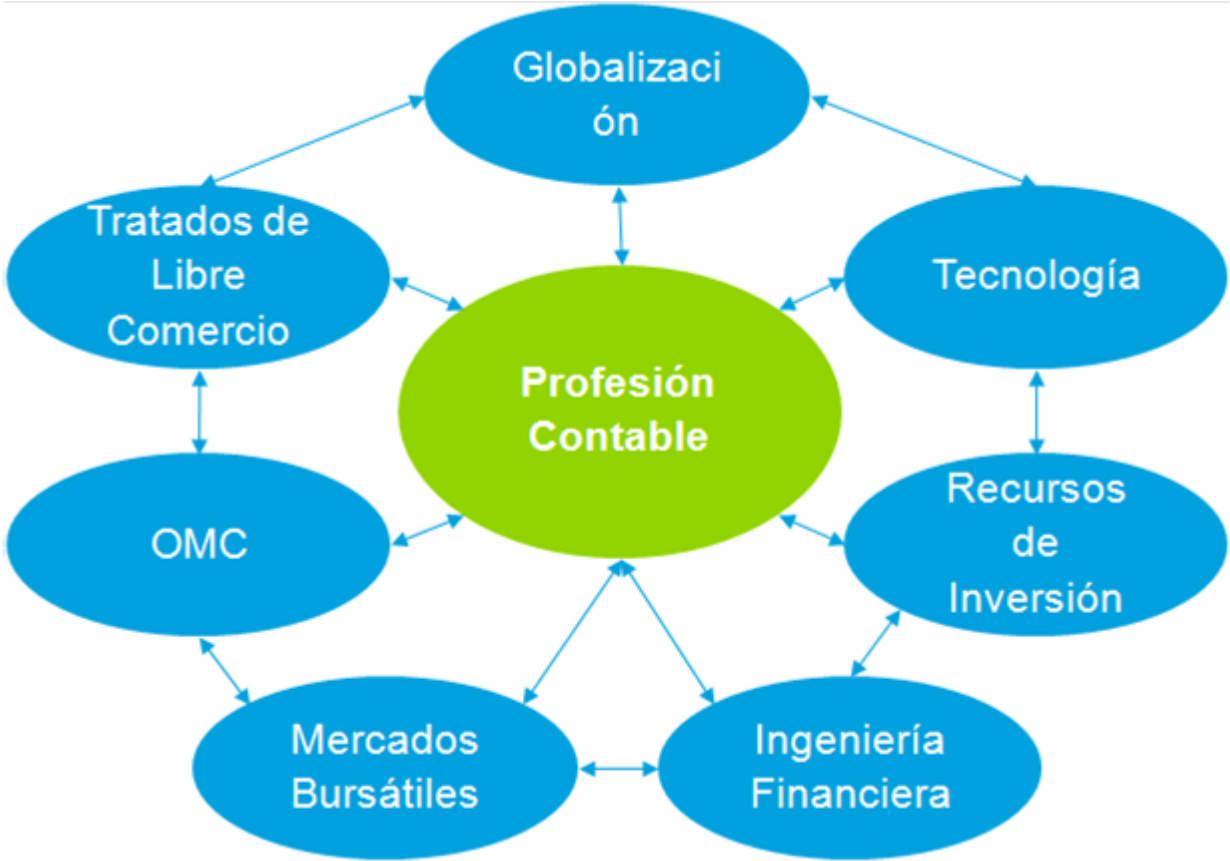 Globalizaci
ón
Tratados de
Libre
Comercio
Tecnología
Profesión
Contable
OMC
Recursos
de
Inversión
Mercados
Bursátiles
Ingeniería
Financiera